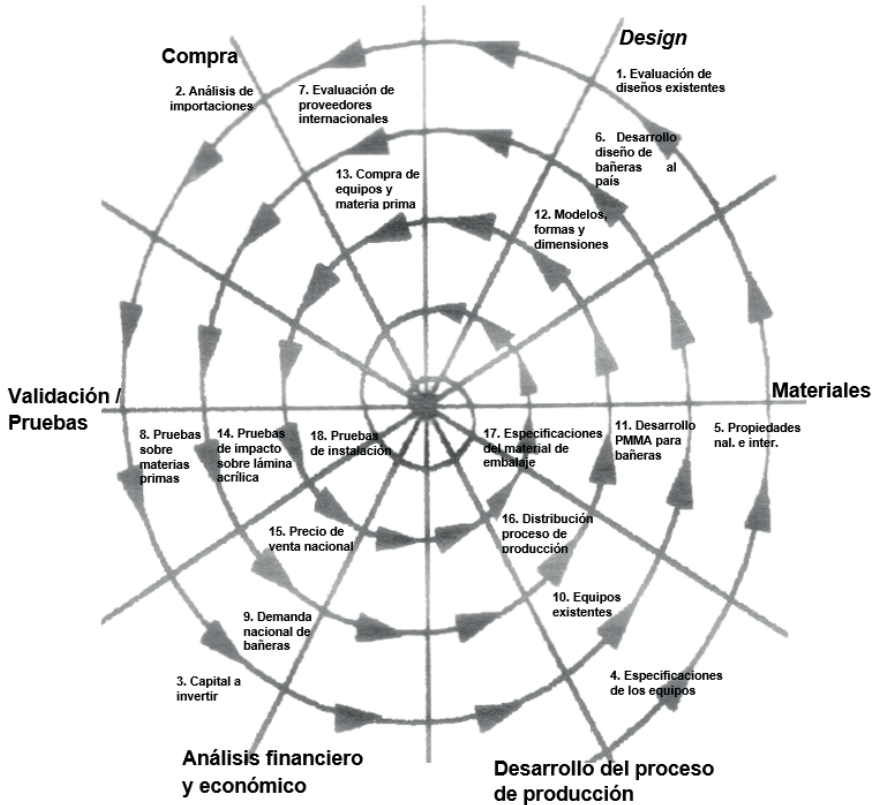 Compra
Design
2. Análisis de
importaciones
7. Evaluación de
proveedores
internacionales
1. Evaluación de
diseños existentes
6. Desarrollo
diseño de
bañeras al
país
13. Compra de
equipos y
materia prima
12. Modelos,
formas y
dimensiones
Validación /
Pruebas
Materiales
8. Pruebas
sobre
materias
primas
14. Pruebas
de impacto
sobre lámina
acrílica
18. Pruebas
de instalación
17. Especificaciones
del material de
embalaje
11. Desarrollo
PMMA para
bañeras
5. Propiedades
nal. e inter.
15. Precio de
venta nacional
16. Distribución
proceso de
producción
9. Demanda
nacional de
bañeras
10. Equipos
existentes
3. Capital a
invertir
4. Especificaciones
de los equipos
Análisis financiero
y económico
Desarrollo del proceso
de producción